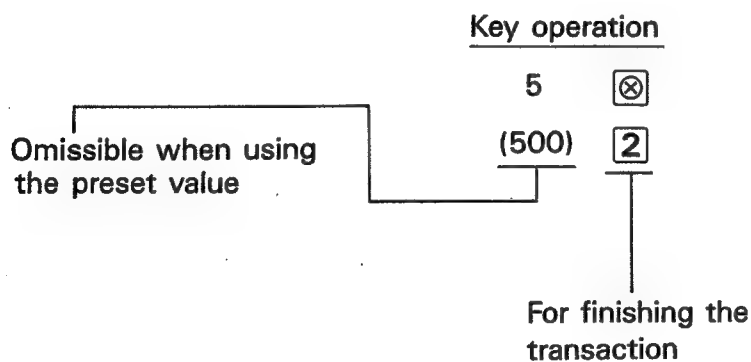 Key operation
5 ⊗
(500) 2
Omissible when using
the preset value
For finishing the
transaction